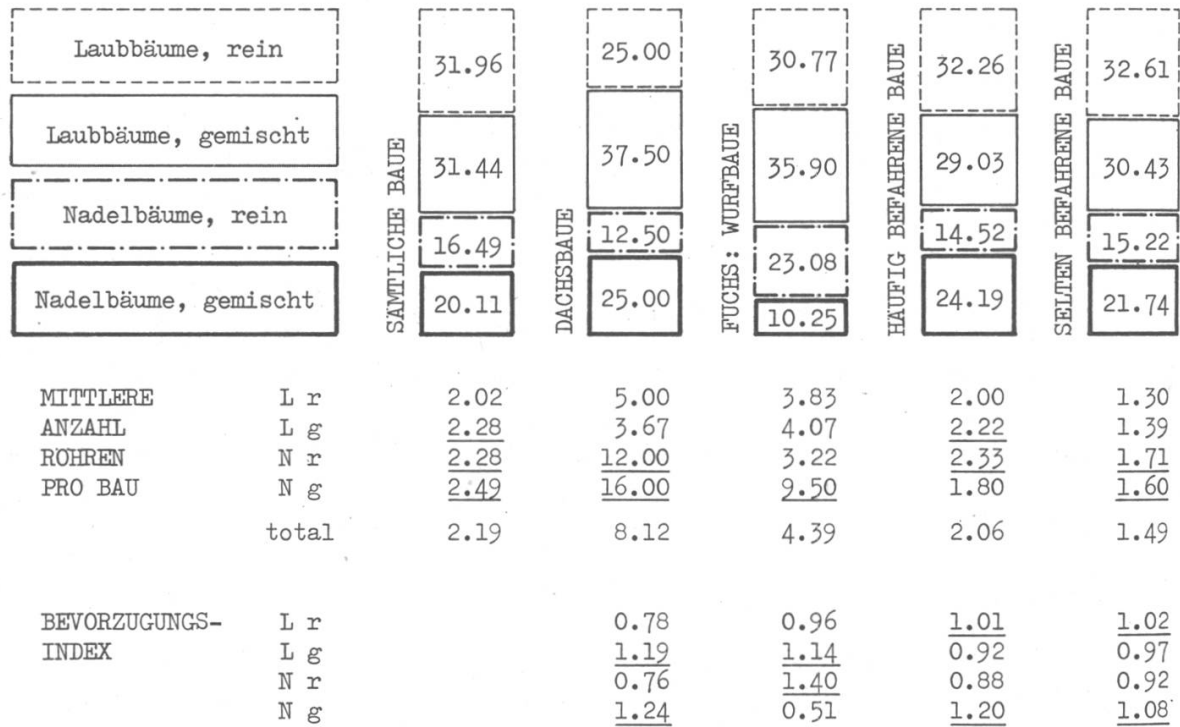 Laubbäume, rein
Laubbäume, gemischt
Nadelbäume, rein
Nadelbäume, gemischt
SÄMTLICHE BAUE
31.96
31.44
16.49
20.11
DACHSBAUE
25.00
37.50
12.50
25.00
FUCHS: WURFBAUE
30.77
35.90
23.08
10.25
HÄUFIG BEFAHRENE BAUE
32.26
29.03
14.52
24.19
SELTEN BEFAHRENE BAUE
32.61
30.43
15.22
21.74
MITTLERE L r 2.02 5.00 3.83 2.00 1.30
ANZAHL L g 2.28 3.67 4.07 2.22 1.39
RÖHREN N r 2.28 12.00 3.22 2.33 1.71
PRO BAU N g 2.49 16.00 9.50 1.80 1.60
total 2.19 8.12 4.39 2.06 1.49
BEVORZUGUNGS- L r 0.78 0.96 1.01 1.02
INDEX L g 1.19 1.14 0.92 0.97
N r 0.76 1.40 0.88 0.92
N g 1.24 0.51 1.20 1.08